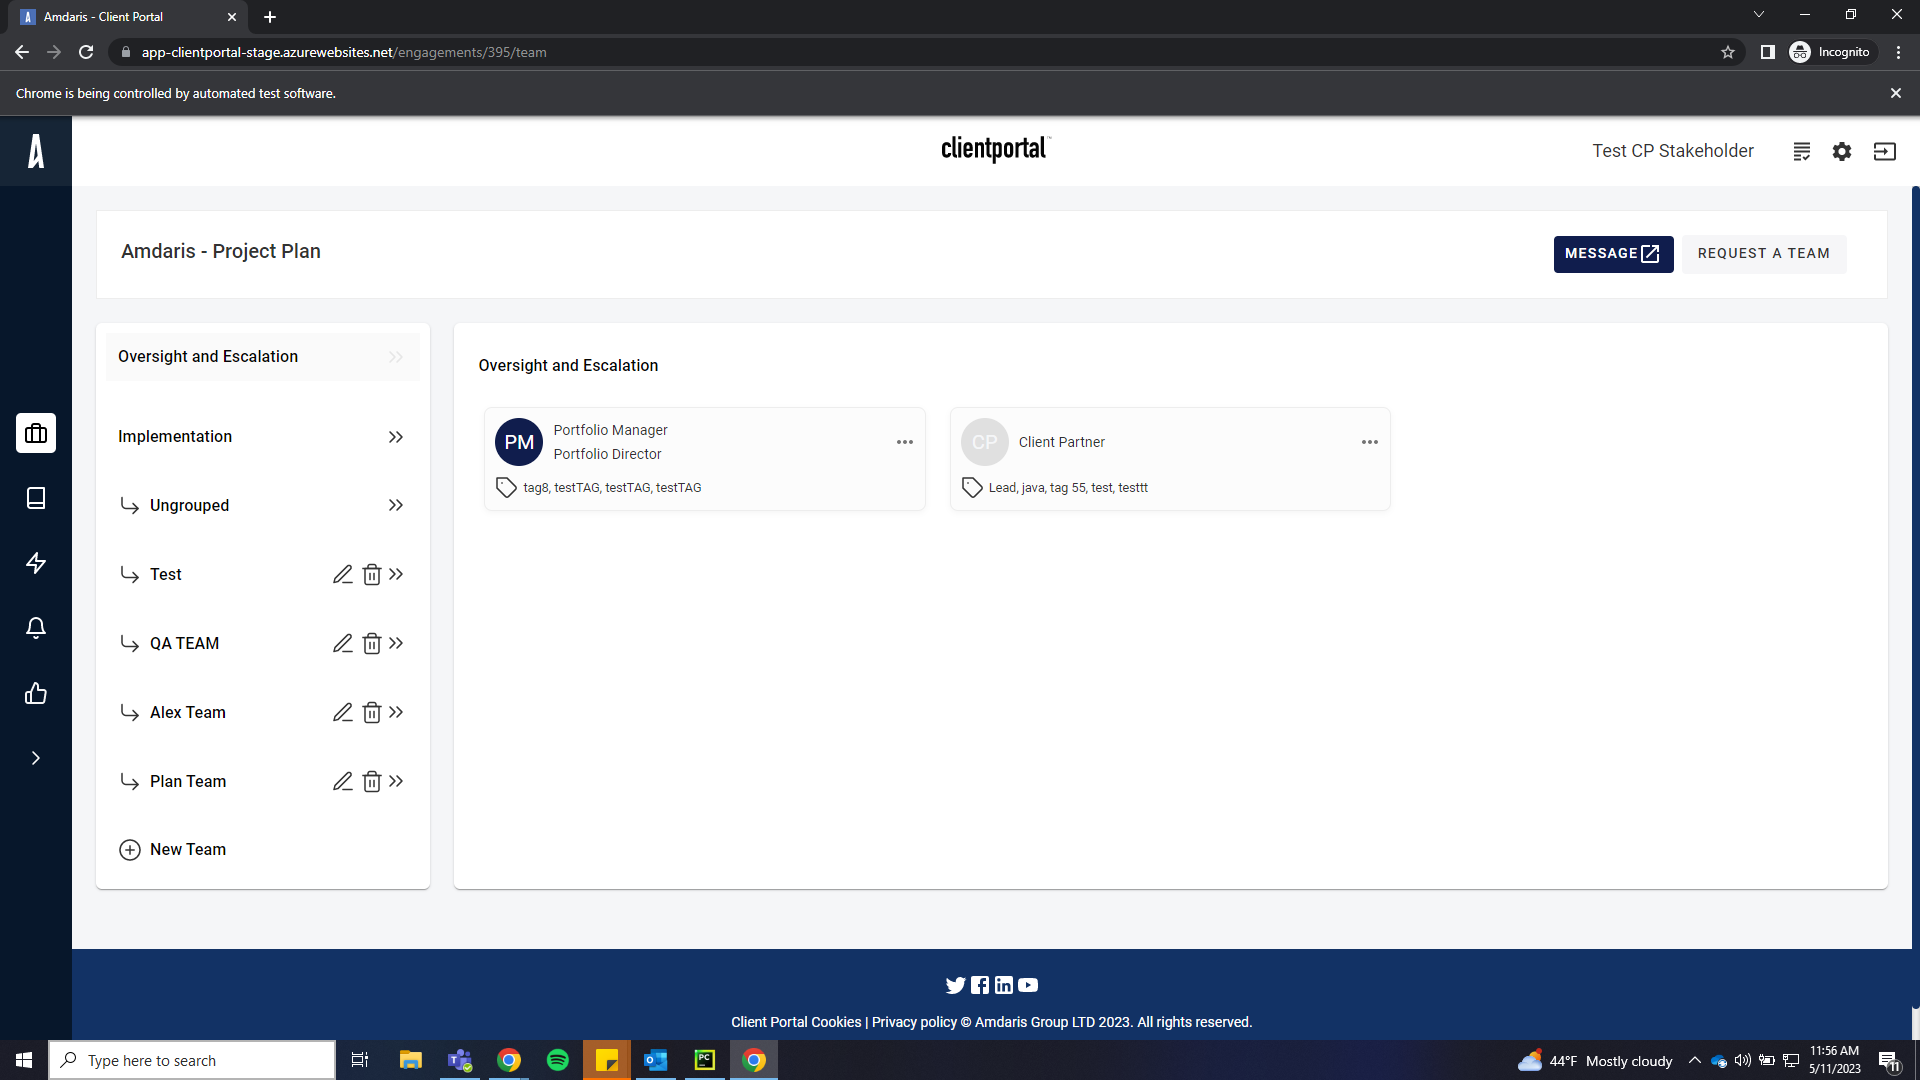 Amdaris - Client Portal
app-clientportal-stage.azurewebsites.net/engagements/395/team
Incognito
Chrome is being controlled by automated test software.
clientportal™
Test CP Stakeholder
Amdaris - Project Plan
MESSAGE
REQUEST A TEAM
Oversight and Escalation
Implementation
Ungrouped
Test
QA TEAM
Alex Team
Plan Team
New Team
Oversight and Escalation
PM
Portfolio Manager
Portfolio Director
tag8, testTAG, testTAG, testTAG
CP
Client Partner
Lead, java, tag 55, test, testtt
Client Portal Cookies | Privacy policy © Amdaris Group LTD 2023. All rights reserved.
Type here to search
PC
44°F Mostly cloudy
11:56 AM
5/11/2023
11